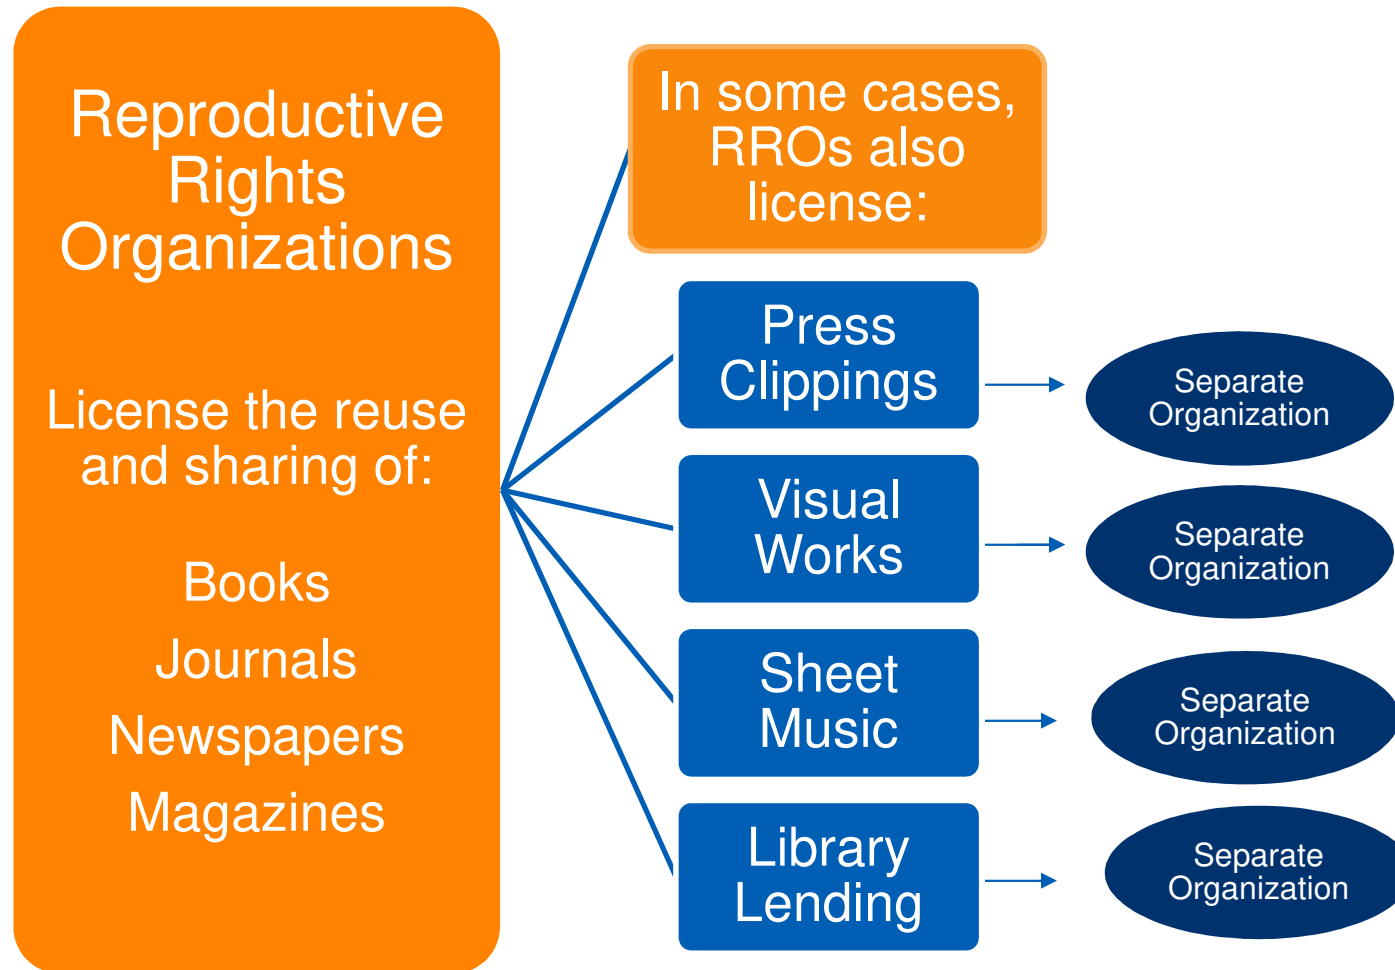 Reproductive
Rights
Organizations
License the reuse
and sharing of:
Books
Journals
Newspapers
Magazines
In some cases,
RROs also
license:
Press
Clippings
Separate
Organization
Visual
Works
Separate
Organization
Sheet
Music
Separate
Organization
Library
Lending
Separate
Organization